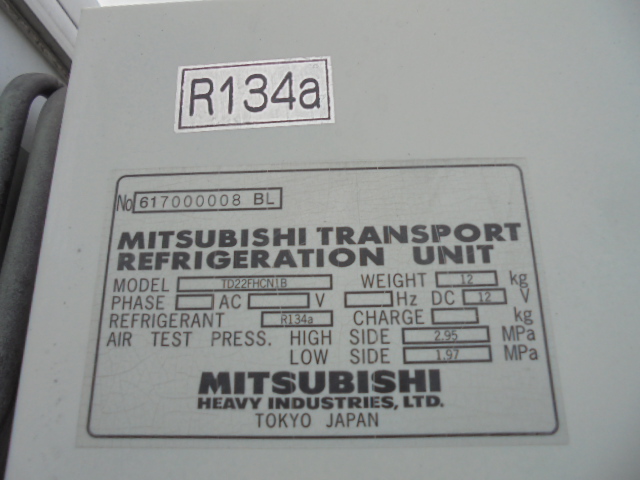 R134a
No 617000008 BL
MITSUBISHI TRANSPORT
REFRIGERATION UNIT
MODEL TD22FHCN1B WEIGHT 12 kg
PHASE AC V Hz DC 12 V
REFRIGERANT R134a CHARGE kg
AIR TEST PRESS. HIGH SIDE 2.95 MPa
LOW SIDE 1.97 MPa
MITSUBISHI
HEAVY INDUSTRIES, LTD.
TOKYO JAPAN